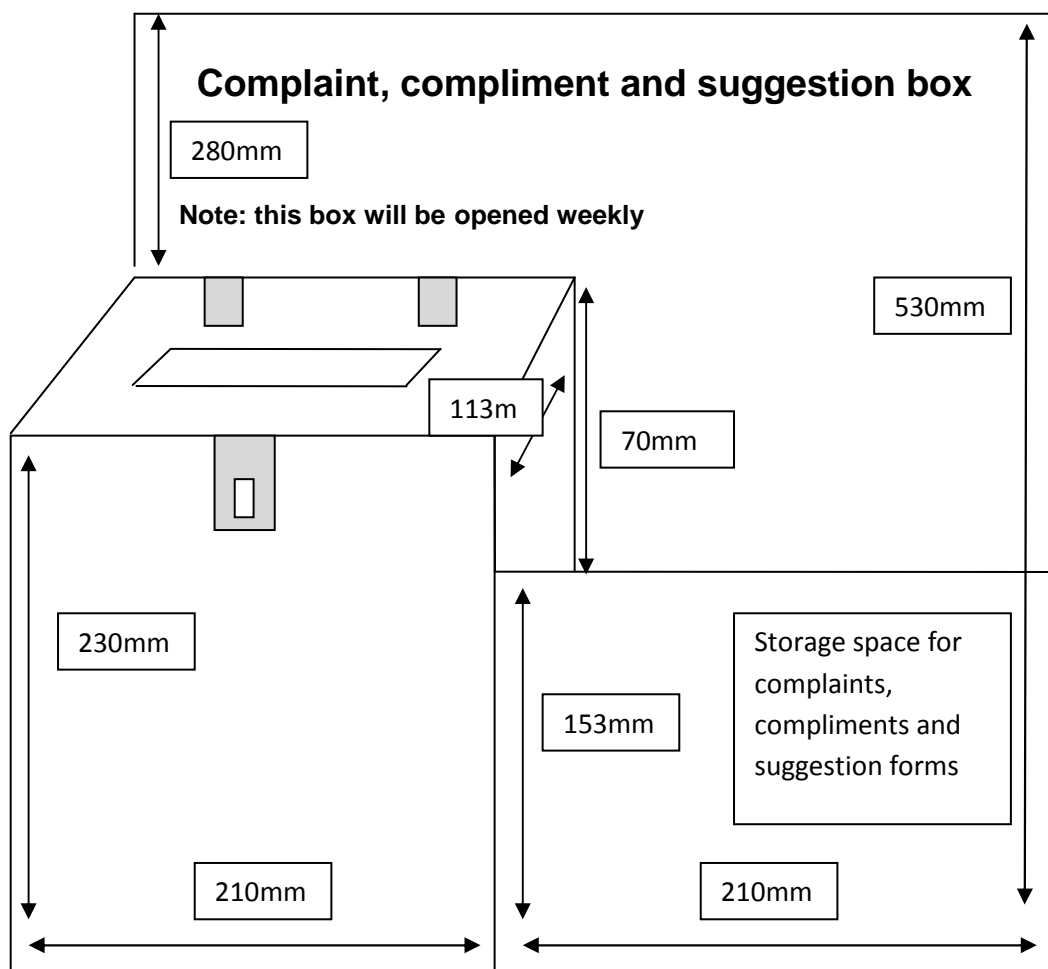 Complaint, compliment and suggestion box
280mm
Note: this box will be opened weekly
530mm
113m
70mm
230mm
Storage space for
complaints,
compliments and
suggestion forms
153mm
210mm
210mm